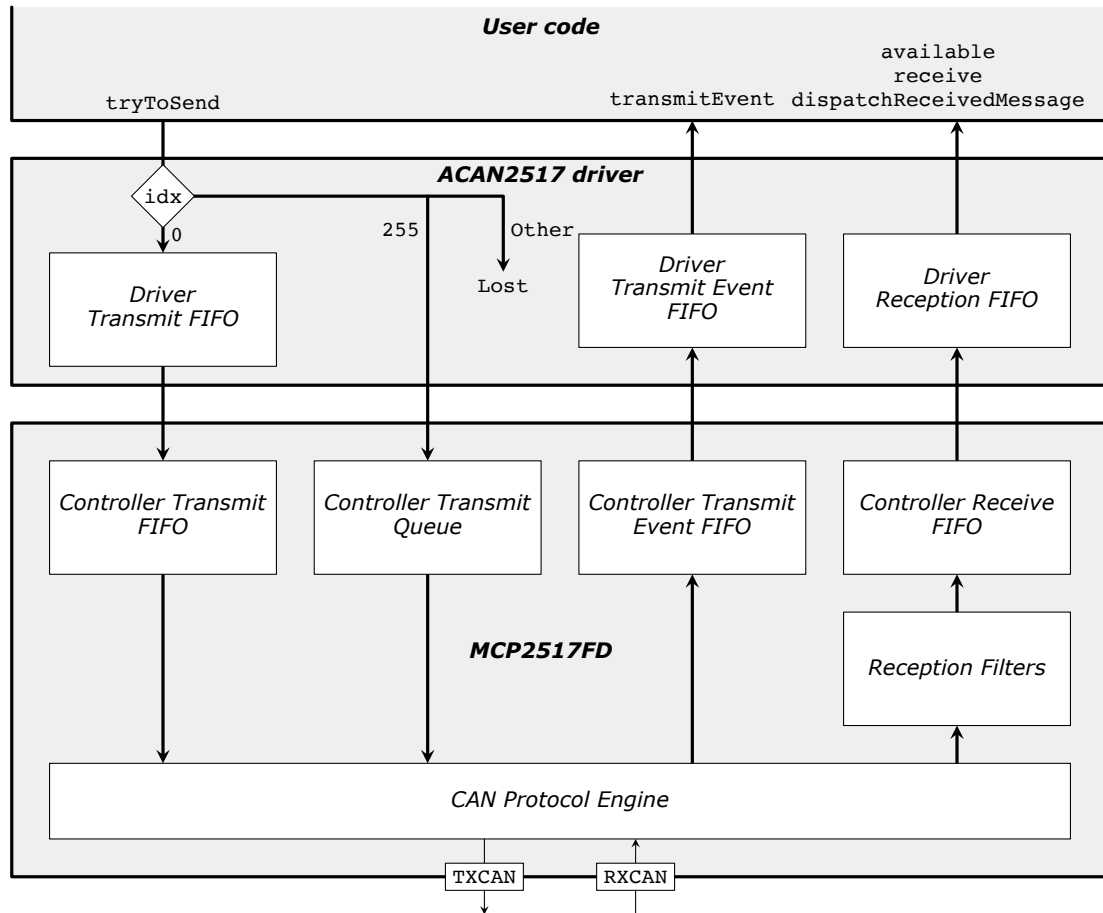 User code
tryToSend
transmitEvent
available
receive
dispatchReceivedMessage
ACAN2517 driver
idx
0
255
Other
Lost
Driver
Transmit FIFO
Driver
Transmit Event
FIFO
Driver
Reception FIFO
Controller Transmit
FIFO
Controller Transmit
Queue
Controller Transmit
Event FIFO
Controller Receive
FIFO
MCP2517FD
Reception Filters
CAN Protocol Engine
TXCAN
RXCAN